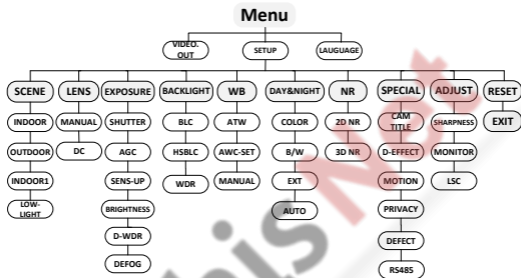 Menu
VIDEO.
OUT
SETUP
LAUGUAGE
SCENE
LENS
EXPOSURE
BACKLIGHT
WB
DAY&NIGHT
NR
SPECIAL
ADJUST
RESET
INDOOR
MANUAL
SHUTTER
BLC
ATW
COLOR
2D NR
CAM
TITLE
SHARPNESS
EXIT
OUTDOOR
DC
AGC
HSBLC
AWC-SET
B/W
3D NR
D-EFFECT
MONITOR
INDOOR1
SENS-UP
WDR
MANUAL
EXT
MOTION
LSC
LOW-
LIGHT
BRIGHTNESS
AUTO
PRIVACY
D-WDR
DEFECT
DEFOG
RS485